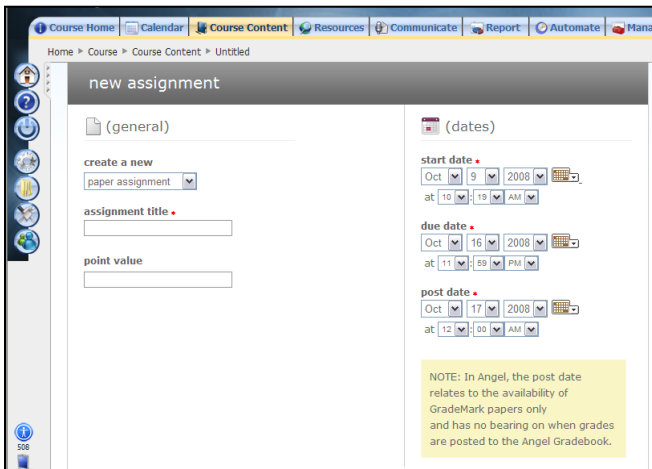 Course Home Calendar Course Content Resources Communicate Report Automate Mana
Home ▶ Course ▶ Course Content ▶ Untitled
new assignment
(general)
create a new
paper assignment
assignment title •
point value
(dates)
start date •
Oct 9 2008
at 10 : 19 AM
due date •
Oct 16 2008
at 11 : 59 PM
post date •
Oct 17 2008
at 12 : 00 AM
NOTE: In Angel, the post date
relates to the availability of
GradeMark papers only
and has no bearing on when grades
are posted to the Angel Gradebook.
508